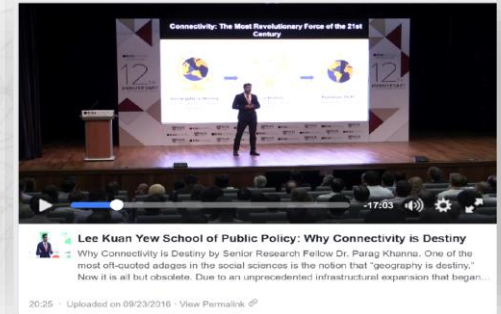 Connectivity: The Most Revolutionary Force of the 21st
Century
12
ANNIVERSARY
12
-17:03
Lee Kuan Yew School of Public Policy: Why Connectivity is Destiny
Why Connectivity is Destiny by Senior Research Fellow Dr. Parag Khanna. One of the
most oft-quoted adages in the social sciences is the notion that "geography is destiny."
Now it is all but obsolete. Due to an unprecedented infrastructural expansion that began...
20:25 · Uploaded on 09/23/2016 · View Permalink